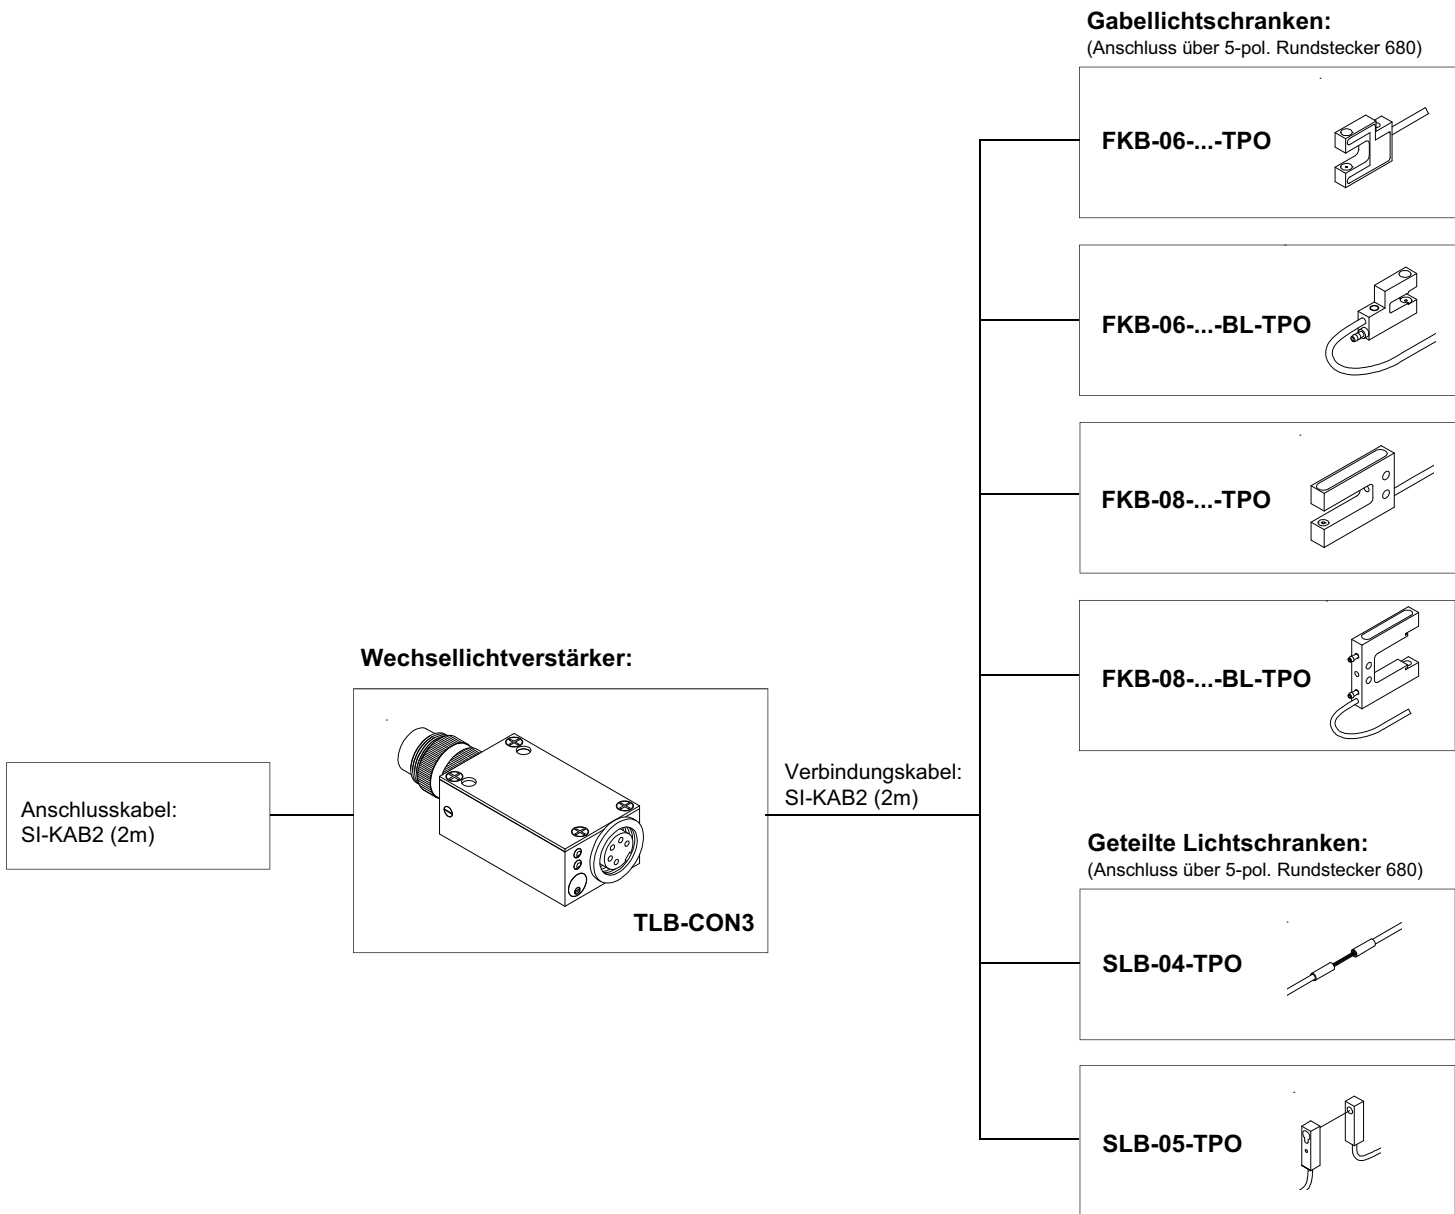 Gabellichtschranken:
(Anschluss über 5-pol. Rundstecker 680)
FKB-06-...-TPO
FKB-06-...-BL-TPO
FKB-08-...-TPO
FKB-08-...-BL-TPO
Wechsellichtverstärker:
TLB-CON3
Anschlusskabel:
SI-KAB2 (2m)
Verbindungskabel:
SI-KAB2 (2m)
Geteilte Lichtschranken:
(Anschluss über 5-pol. Rundstecker 680)
SLB-04-TPO
SLB-05-TPO